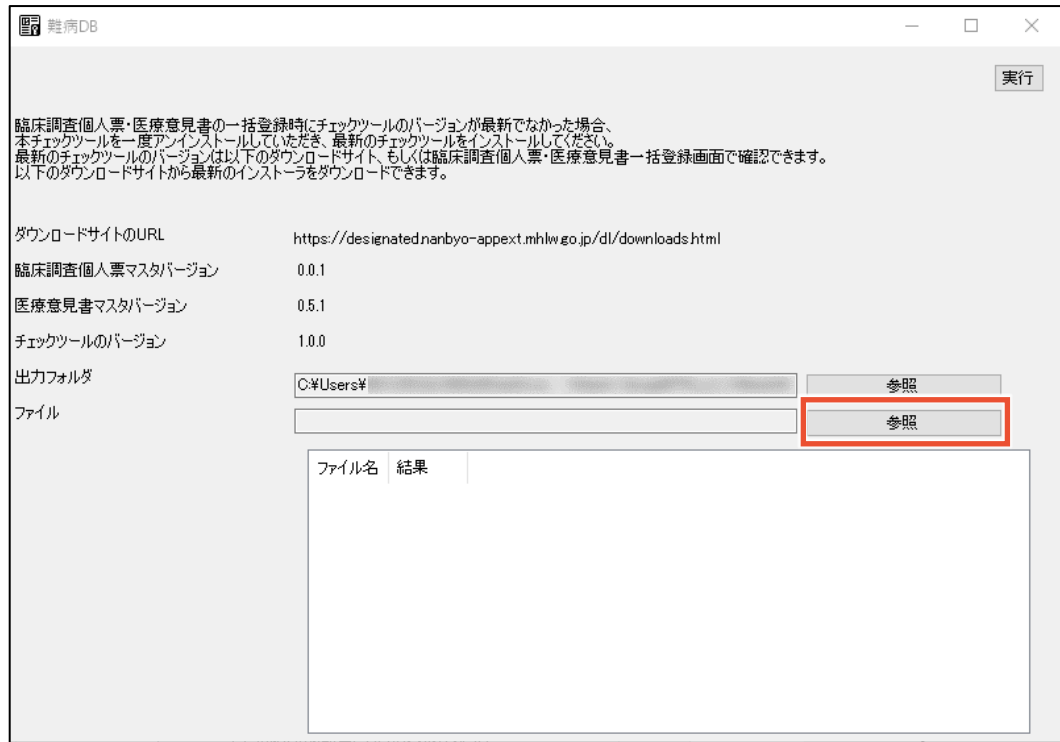 難病DB
実行
臨床調査個人票・医療意見書の一括登録時にチェックツールのバージョンが最新でなかった場合、
本チェックツールを一度アンインストールしていただき、最新のチェックツールをインストールしてください。
最新のチェックツールのバージョンは以下のダウンロードサイト、もしくは臨床調査個人票・医療意見書一括登録画面で確認できます。
以下のダウンロードサイトから最新のインストーラをダウンロードできます。
ダウンロードサイトのURL https://designated.nanbyo-appext.mhlw.go.jp/dl/downloads.html
臨床調査個人票マスタバージョン 0.0.1
医療意見書マスタバージョン 0.5.1
チェックツールのバージョン 1.0.0
出力フォルダ C:¥Users¥ 参照
ファイル 参照
ファイル名 結果